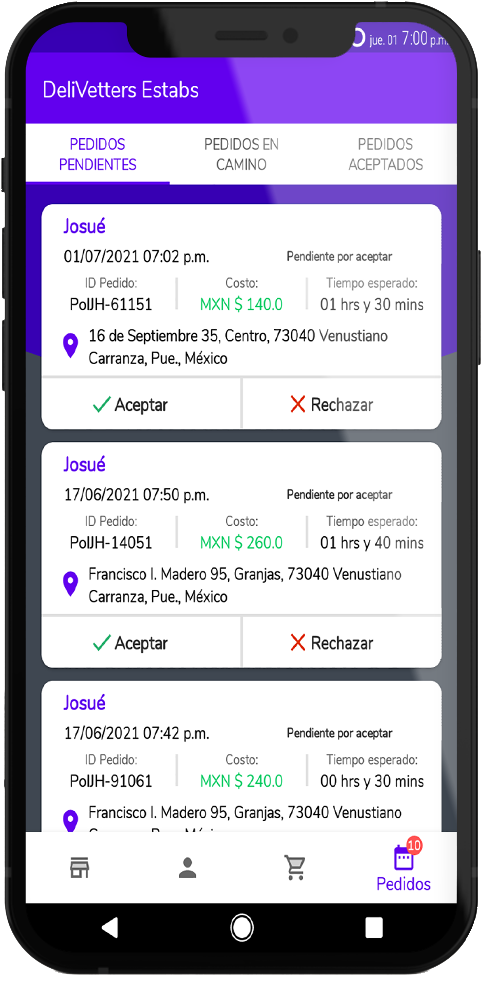 jue. 01 7:00 p.m.
DeliVetters Estabs
PEDIDOS PENDIENTES
PEDIDOS EN CAMINO
PEDIDOS ACEPTADOS
Josué
01/07/2021 07:02 p.m. Pendiente por aceptar
ID Pedido: Costo: Tiempo esperado:
PolJH-61151 MXN $ 140.0 01 hrs y 30 mins
16 de Septiembre 35, Centro, 73040 Venustiano
Carranza, Pue., México
Aceptar Rechazar
Josué
17/06/2021 07:50 p.m. Pendiente por aceptar
ID Pedido: Costo: Tiempo esperado:
PolJH-14051 MXN $ 260.0 01 hrs y 40 mins
Francisco I. Madero 95, Granjas, 73040 Venustiano
Carranza, Pue., México
Aceptar Rechazar
Josué
17/06/2021 07:42 p.m. Pendiente por aceptar
ID Pedido: Costo: Tiempo esperado:
PolJH-91061 MXN $ 240.0 00 hrs y 30 mins
Francisco I. Madero 95, Granjas, 73040 Venustiano
10
Pedidos